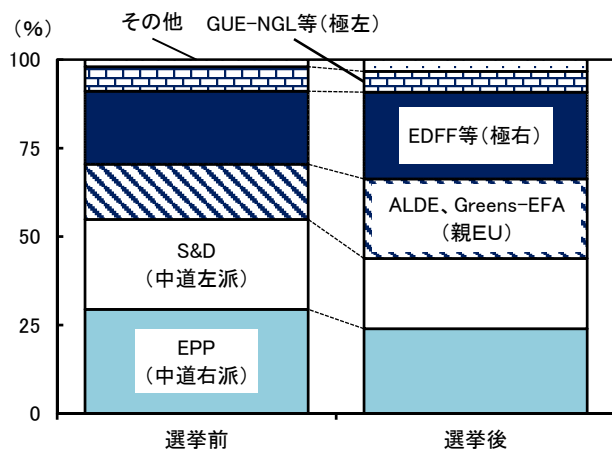 (%)
その他
GUE-NGL等(極左)
100
75
50
25
0
EDFF等(極右)
ALDE、Greens-EFA
(親EU)
S&D
(中道左派)
EPP
(中道右派)
選挙前
選挙後